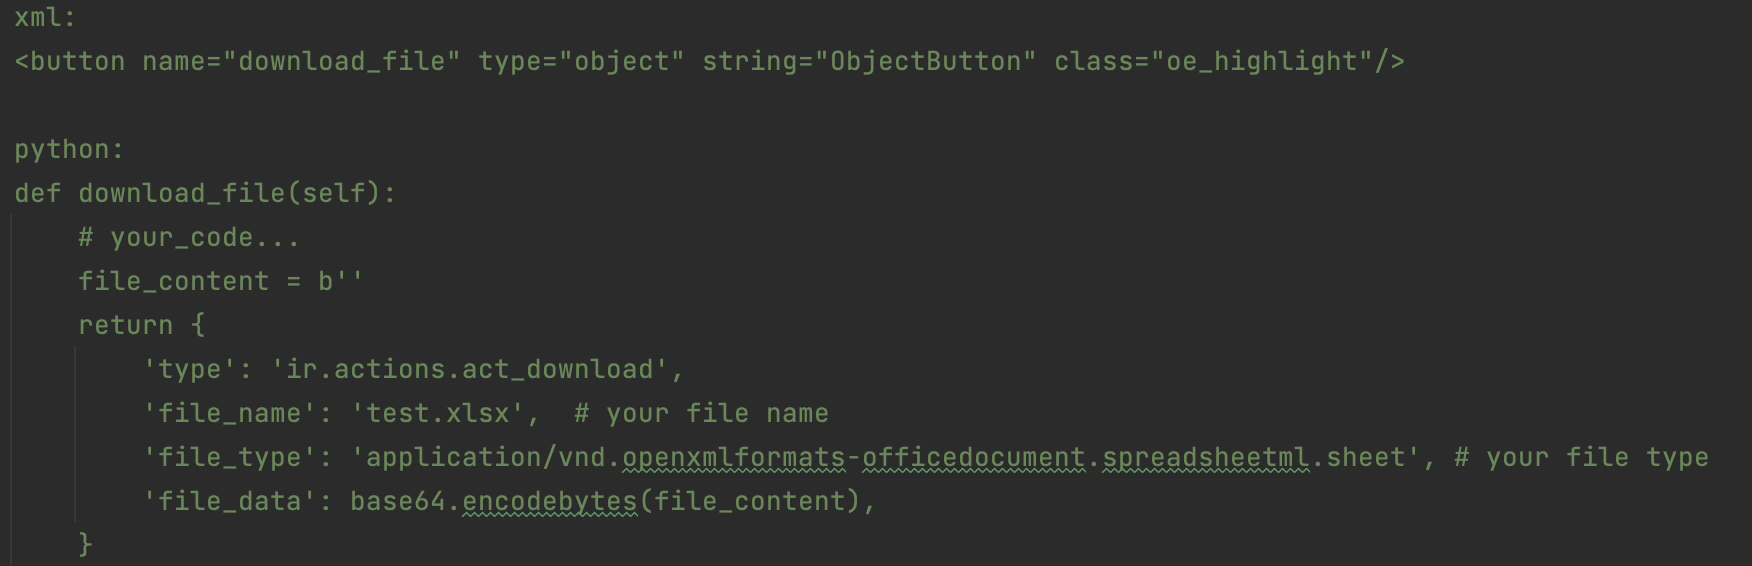 xml:
<button name="download_file" type="object" string="ObjectButton" class="oe_highlight"/>
python:
def download_file(self):
    # your_code...
    file_content = b''
    return {
        'type': 'ir.actions.act_download',
        'file_name': 'test.xlsx',  # your file name
        'file_type': 'application/vnd.openxmlformats-officedocument.spreadsheetml.sheet', # your file type
        'file_data': base64.encodebytes(file_content),
    }